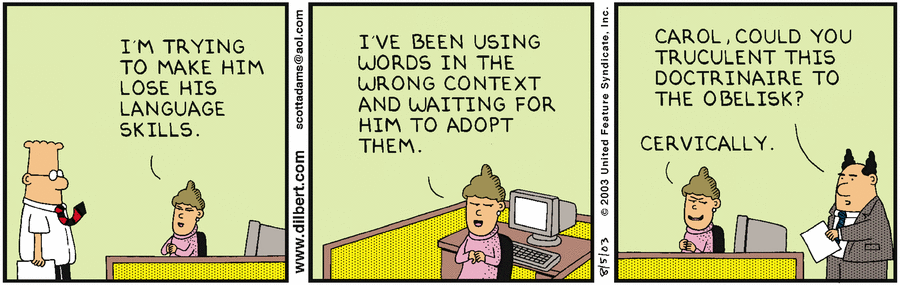 I'M TRYING
TO MAKE HIM
LOSE HIS
LANGUAGE
SKILLS.
www.dilbert.com scottadams@aol.com
I'VE BEEN USING
WORDS IN THE
WRONG CONTEXT
AND WAITING FOR
HIM TO ADOPT
THEM.
8/5/03 © 2003 United Feature Syndicate, Inc.
CAROL, COULD YOU
TRUCULENT THIS
DOCTRINAIRE TO
THE OBELISK?
CERVICALLY.